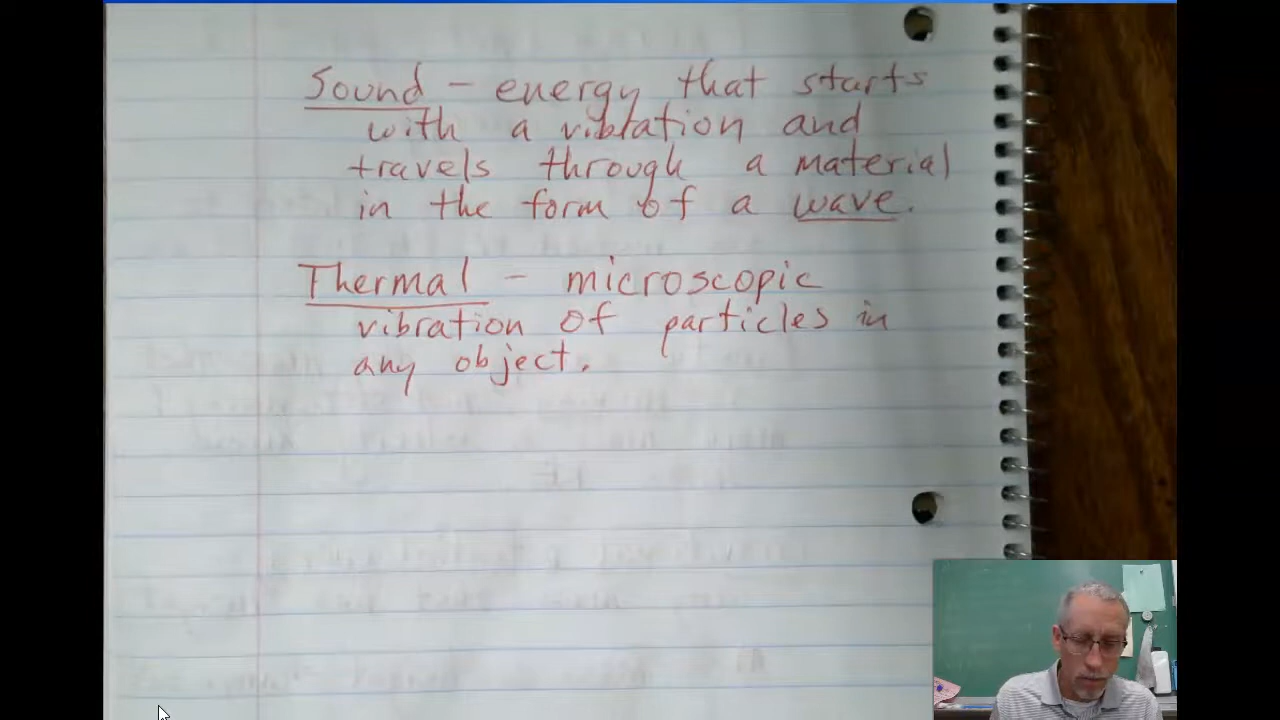 Sound - energy that starts
with a vibration and
travels through a material
in the form of a wave.
Thermal - microscopic
vibration of particles in
any object.